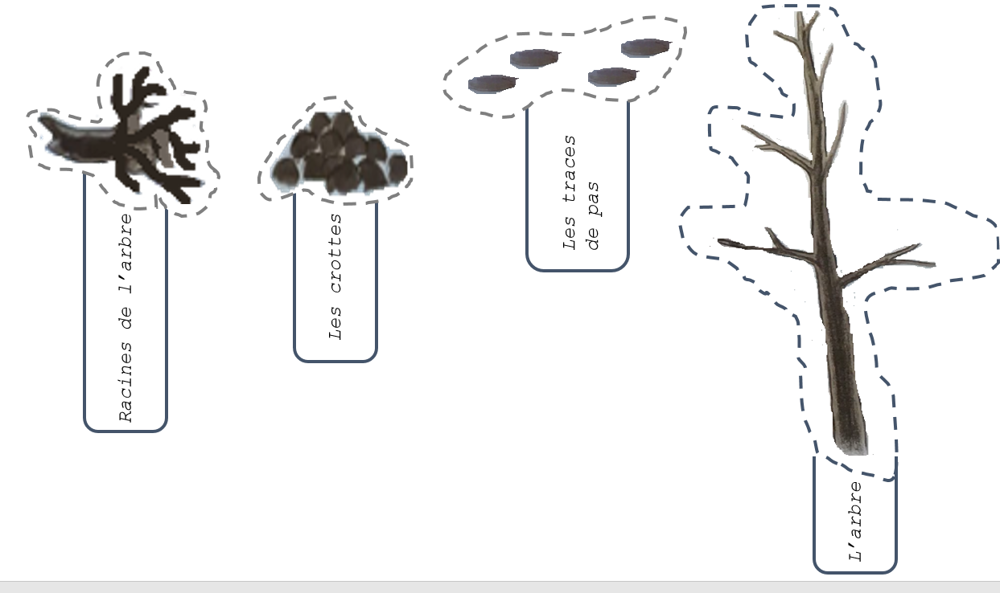 Racines de l’arbre
Les crottes
Les traces
de pas
L’arbre